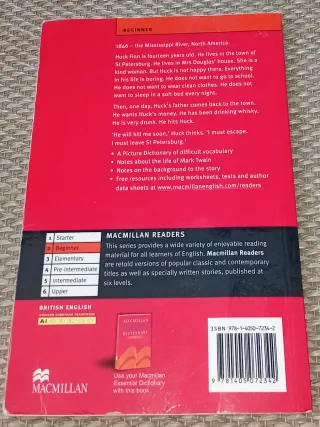 BEGINNER
1846 – the Mississippi River, North America.
Huck Finn is fourteen years old. He lives in the town of
St Petersburg. He lives in Mrs Douglas' house. She is a
kind woman. But Huck is not happy there. Everything
in his life is boring. He does not want to go to school.
He does not want to wear clean clothes. He does not
want to sleep in a soft bed every night.
Then, one day, Huck's father comes back to the town.
He wants Huck's money. He has been drinking whisky.
He is very drunk. He hits Huck.
'He will kill me soon,' Huck thinks. 'I must escape.
I must leave St Petersburg.'
• A Picture Dictionary of difficult vocabulary
• Notes about the life of Mark Twain
• Notes on the background to the story
• Free resources including worksheets, tests and author
data sheets at www.macmillanenglish.com/readers
1 Starter
2 Beginner
3 Elementary
4 Pre-intermediate
5 Intermediate
6 Upper
MACMILLAN READERS
This series provides a wide variety of enjoyable reading
material for all learners of English. Macmillan Readers
are retold versions of popular classic and contemporary
titles as well as specially written stories, published at
six levels.
BRITISH ENGLISH
COMMON EUROPEAN FRAMEWORK
A1
MACMILLAN
DICTIONARY
Use your Macmillan
Essential Dictionary
with this book
MACMILLAN
ISBN 978-1-4050-7234-2
9 781405 072342